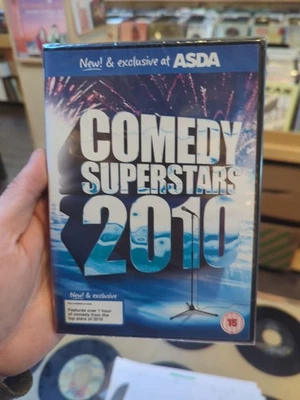 New! & exclusive at ASDA
COMEDY
SUPERSTARS
2010
New! & exclusive
Featured over 1 hour
of comedy from the
top stars of 2010
15